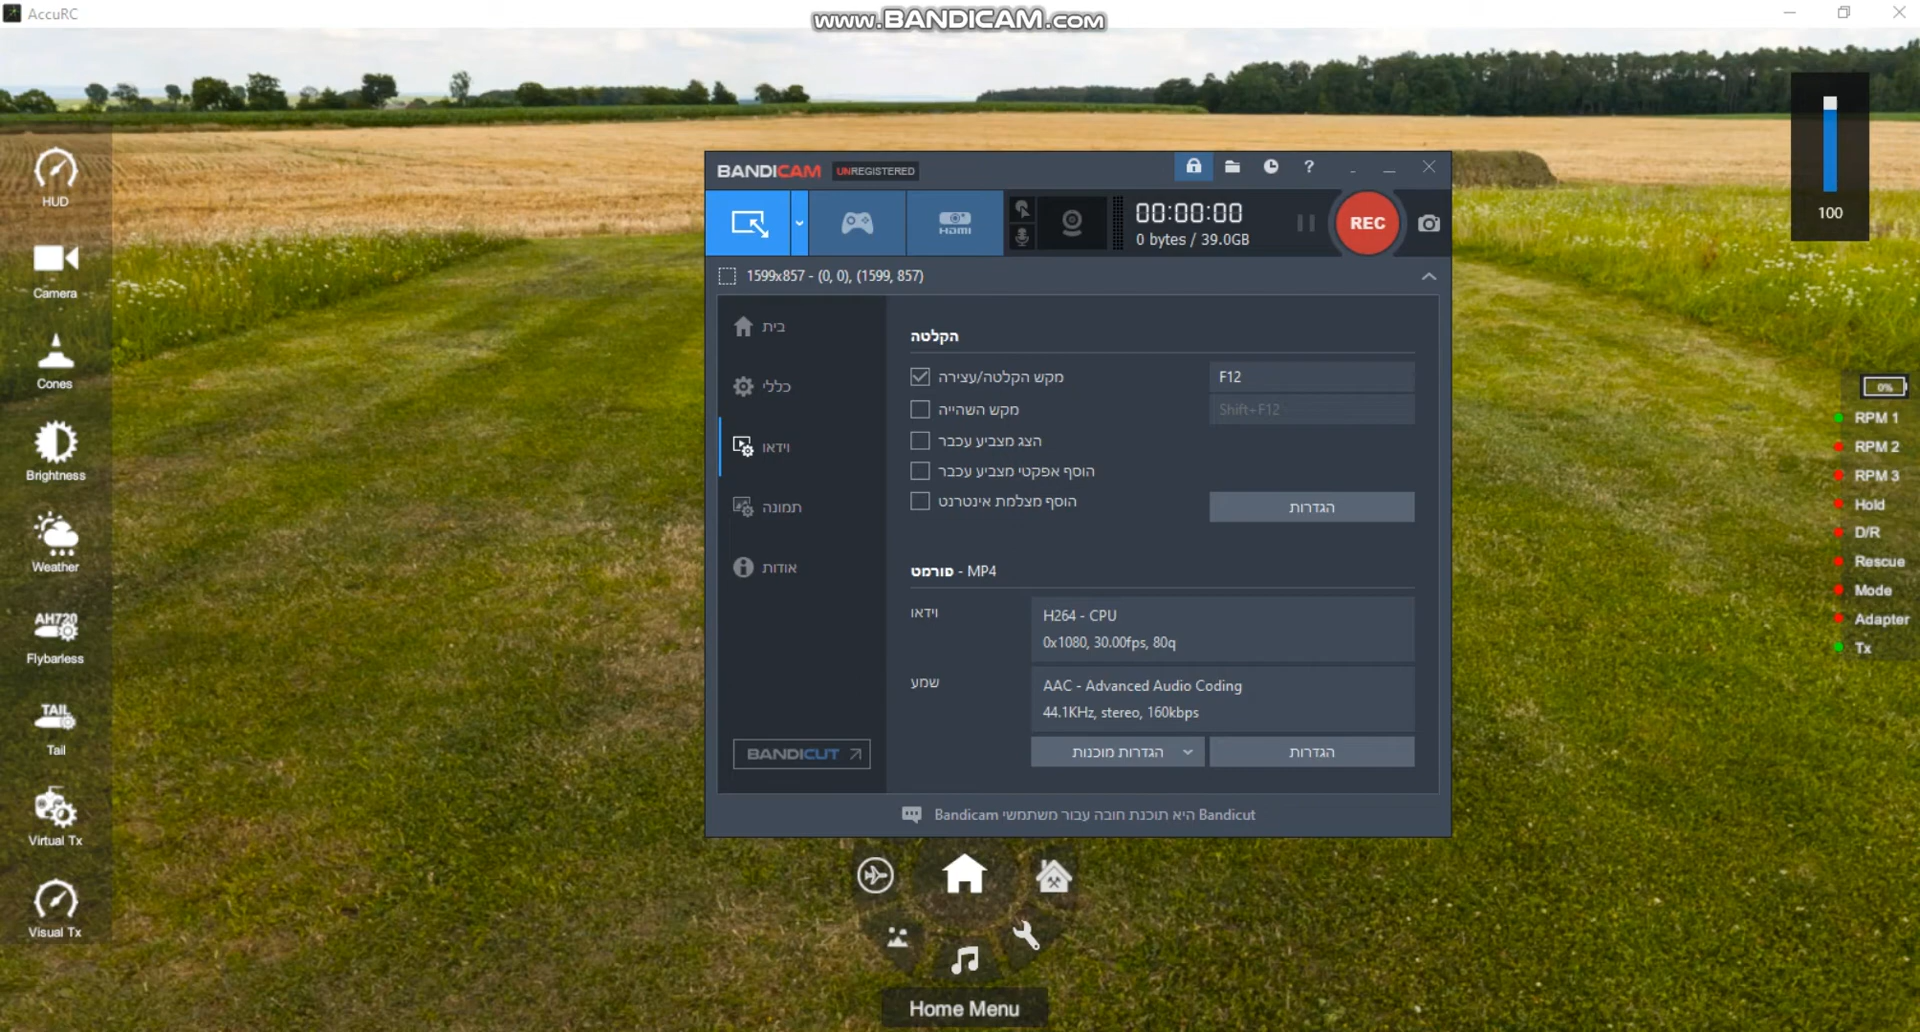 AccuRC
www.BANDICAM.com
HUD
Camera
Cones
Brightness
Weather
AH720
Flybarless
TAIL
Tail
Virtual Tx
Visual Tx
BANDICAM UNREGISTERED
?
HDMI
00:00:00
0 bytes / 39.0GB
REC
1599x857 - (0, 0), (1599, 857)
בית
כללי
וידאו
תמונה
אודות
BANDICUT
הקלטה
מקש הקלטה/עצירה
F12
מקש השהייה
Shift+F12
הצג מצביע עכבר
הוסף אפקטי מצביע עכבר
הוסף מצלמת אינטרנט
הגדרות
פורמט - MP4
וידאו
H264 - CPU
0x1080, 30.00fps, 80q
שמע
AAC - Advanced Audio Coding
44.1KHz, stereo, 160kbps
הגדרות מוכנות
הגדרות
Bandicut היא תוכנת חובה עבור משתמשי Bandicam
Home Menu
100
0%
RPM 1
RPM 2
RPM 3
Hold
D/R
Rescue
Mode
Adapter
Tx